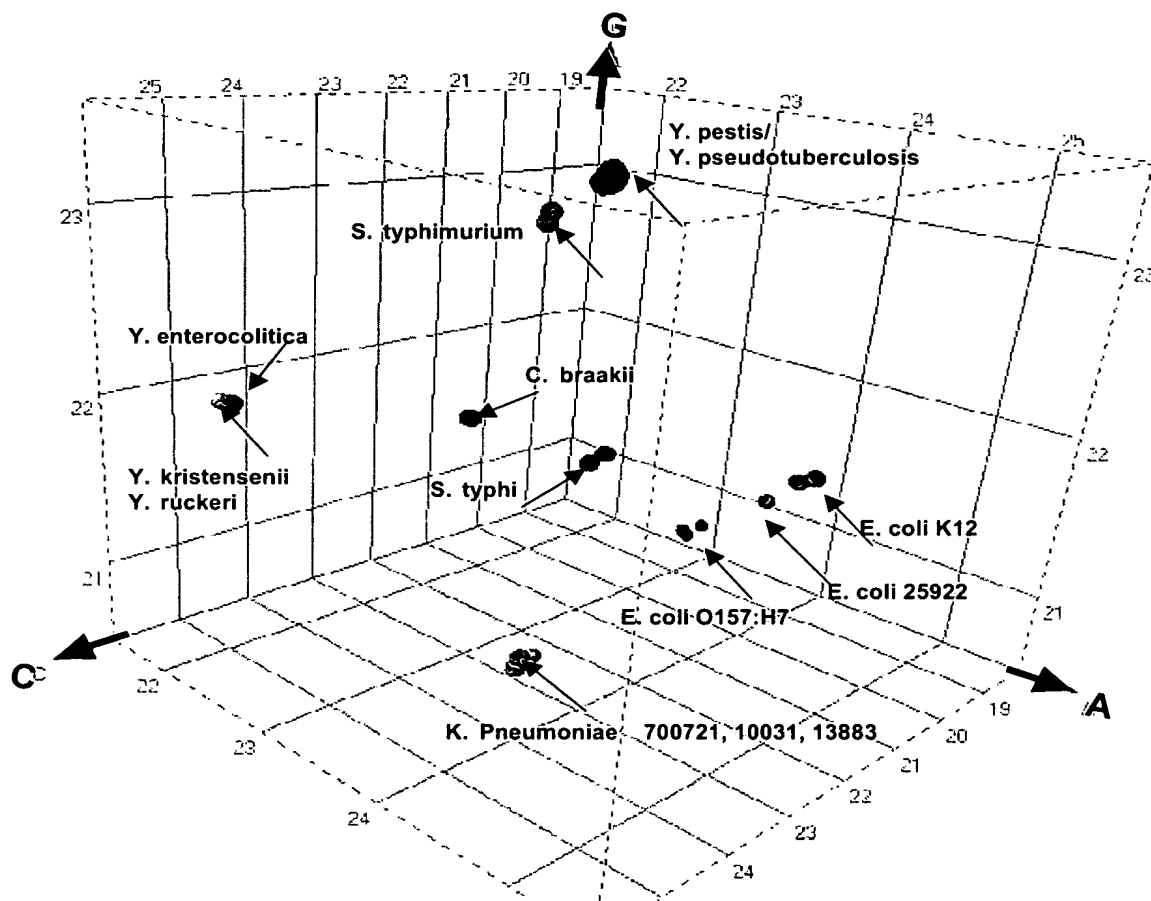 G
25 24 23 22 21 20 19 22 23 24 25
Y. pestis/
Y. pseudotuberculosis
23
S. typhimurium
23
Y. enterocolitica
C. braakii
22
22
Y. kristensenii
Y. ruckeri
S. typhi
E. coli K12
21
E. coli 25922
21
E. coli O157:H7
C
22
19
A
20
23
K. Pneumoniae 700721, 10031, 13883
21
22
24
23
24